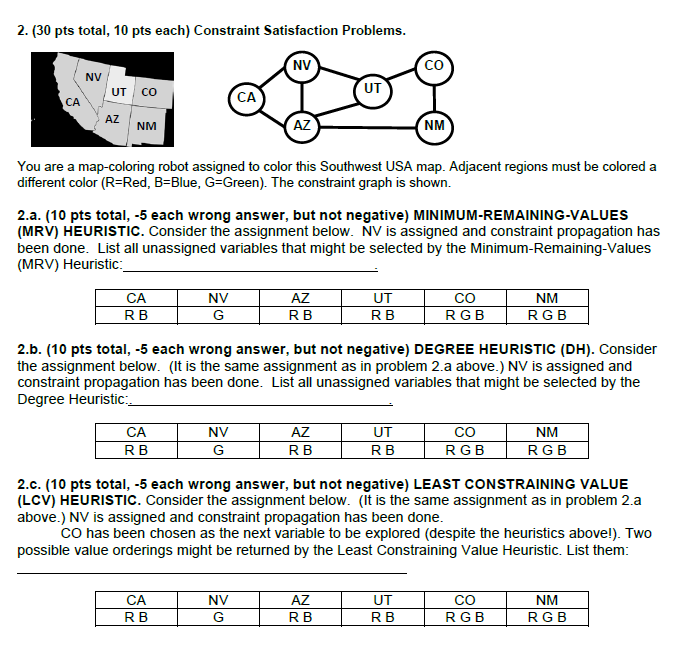 2. (30 pts total, 10 pts each) Constraint Satisfaction Problems.
NV
UT CO
CA
AZ
NM
NV
CO
UT
CA
AZ
NM
You are a map-coloring robot assigned to color this Southwest USA map. Adjacent regions must be colored a
different color (R=Red, B=Blue, G=Green). The constraint graph is shown.
2.a. (10 pts total, -5 each wrong answer, but not negative) MINIMUM-REMAINING-VALUES
(MRV) HEURISTIC. Consider the assignment below. NV is assigned and constraint propagation has
been done. List all unassigned variables that might be selected by the Minimum-Remaining-Values
(MRV) Heuristic:__________________________________.
CA NV AZ UT CO NM
R B G R B R B R G B R G B
2.b. (10 pts total, -5 each wrong answer, but not negative) DEGREE HEURISTIC (DH). Consider
the assignment below. (It is the same assignment as in problem 2.a above.) NV is assigned and
constraint propagation has been done. List all unassigned variables that might be selected by the
Degree Heuristic:.__________________________________.
CA NV AZ UT CO NM
R B G R B R B R G B R G B
2.c. (10 pts total, -5 each wrong answer, but not negative) LEAST CONSTRAINING VALUE
(LCV) HEURISTIC. Consider the assignment below. (It is the same assignment as in problem 2.a
above.) NV is assigned and constraint propagation has been done.
CO has been chosen as the next variable to be explored (despite the heuristics above!). Two
possible value orderings might be returned by the Least Constraining Value Heuristic. List them:
CA NV AZ UT CO NM
R B G R B R B R G B R G B